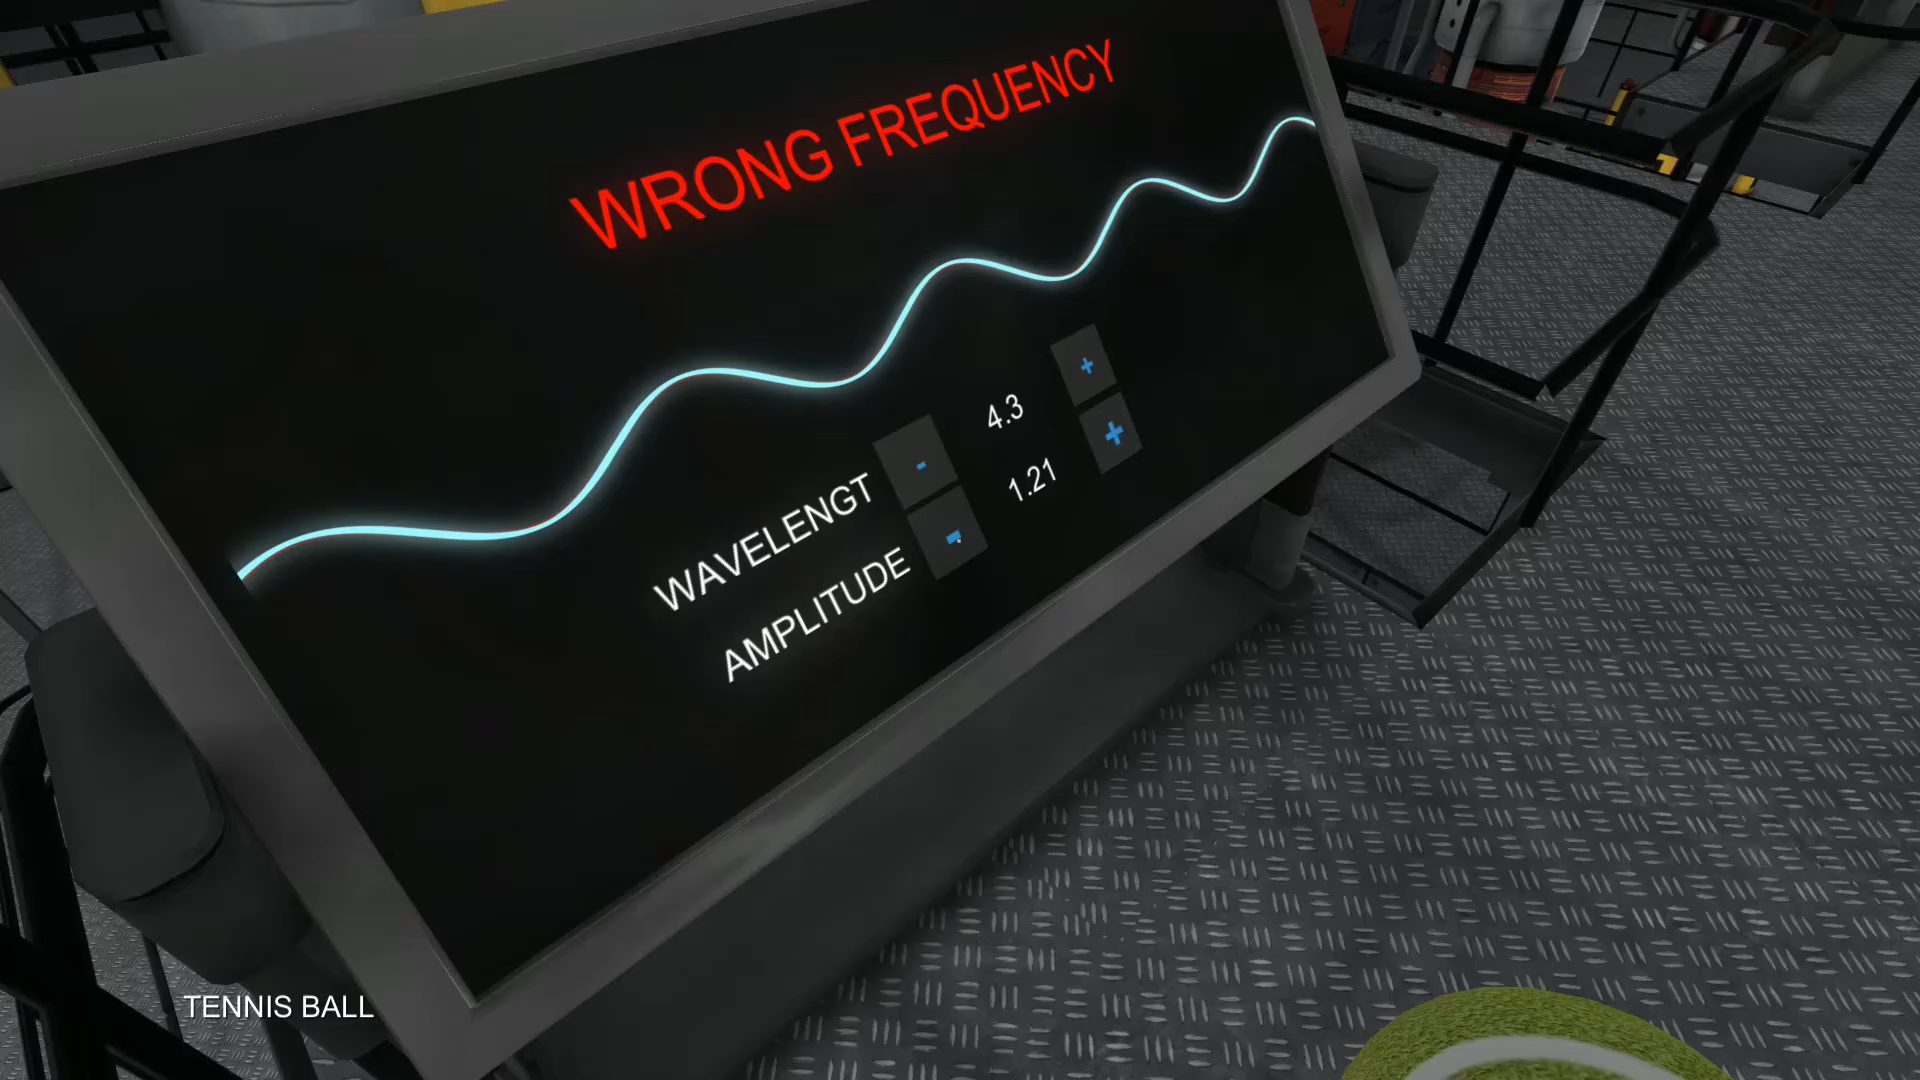 WRONG FREQUENCY
WAVELENGT - 4.3 +
AMPLITUDE - 1.21 +
TENNIS BALL